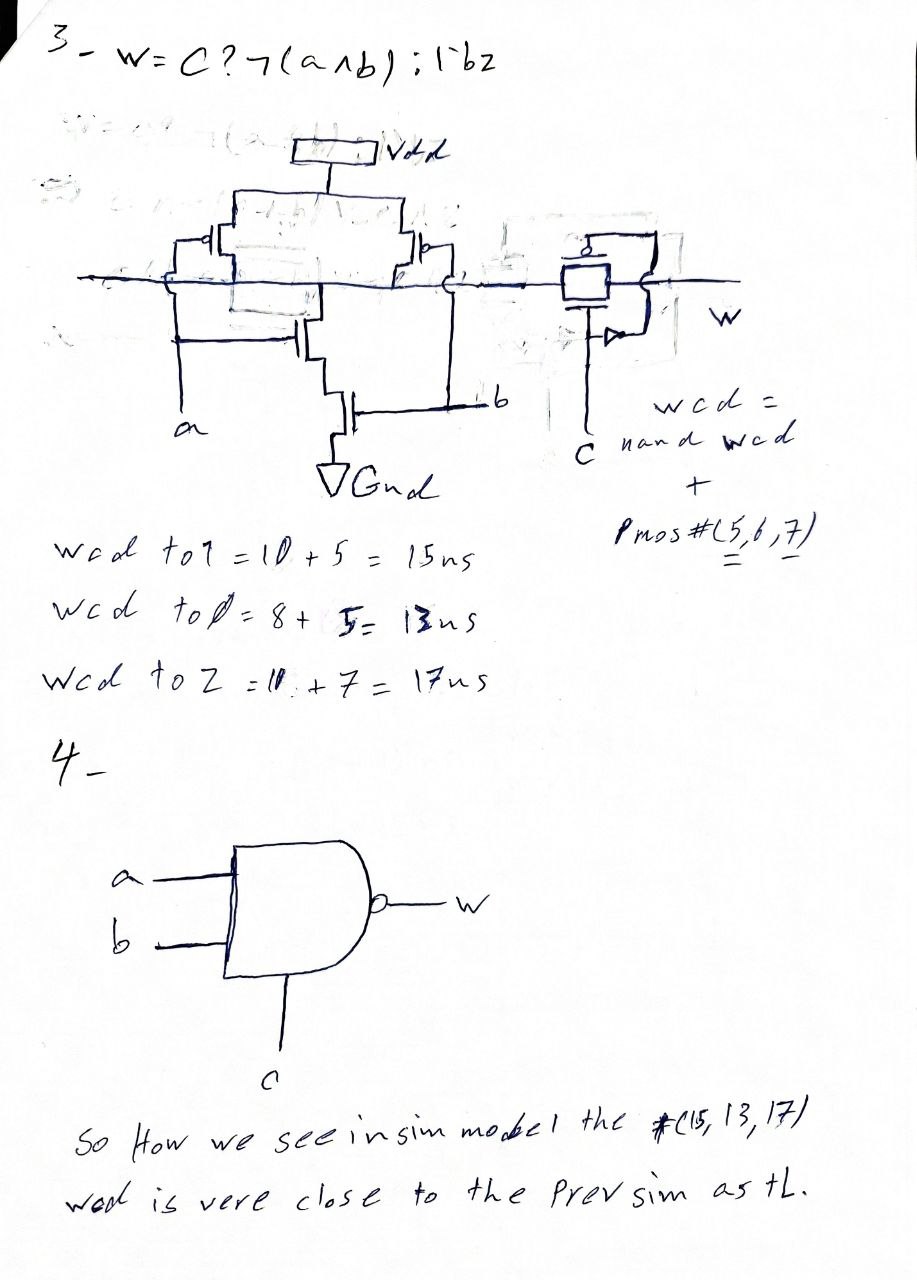 3- w = C ? ¬(a ∧ b) : 1'bz
Vdd
w
a
b
C
Gnd
wcd =
nand wcd
+
Pmos #(5,6,7)
wcd to 1 = 10 + 5 = 15ns
wcd to 0 = 8 + 5 = 13ns
wcd to Z = 10 + 7 = 17ns
4-
a
b
w
C
So How we see in sim model the #(15, 13, 17)
wcd is vere close to the Prev sim as